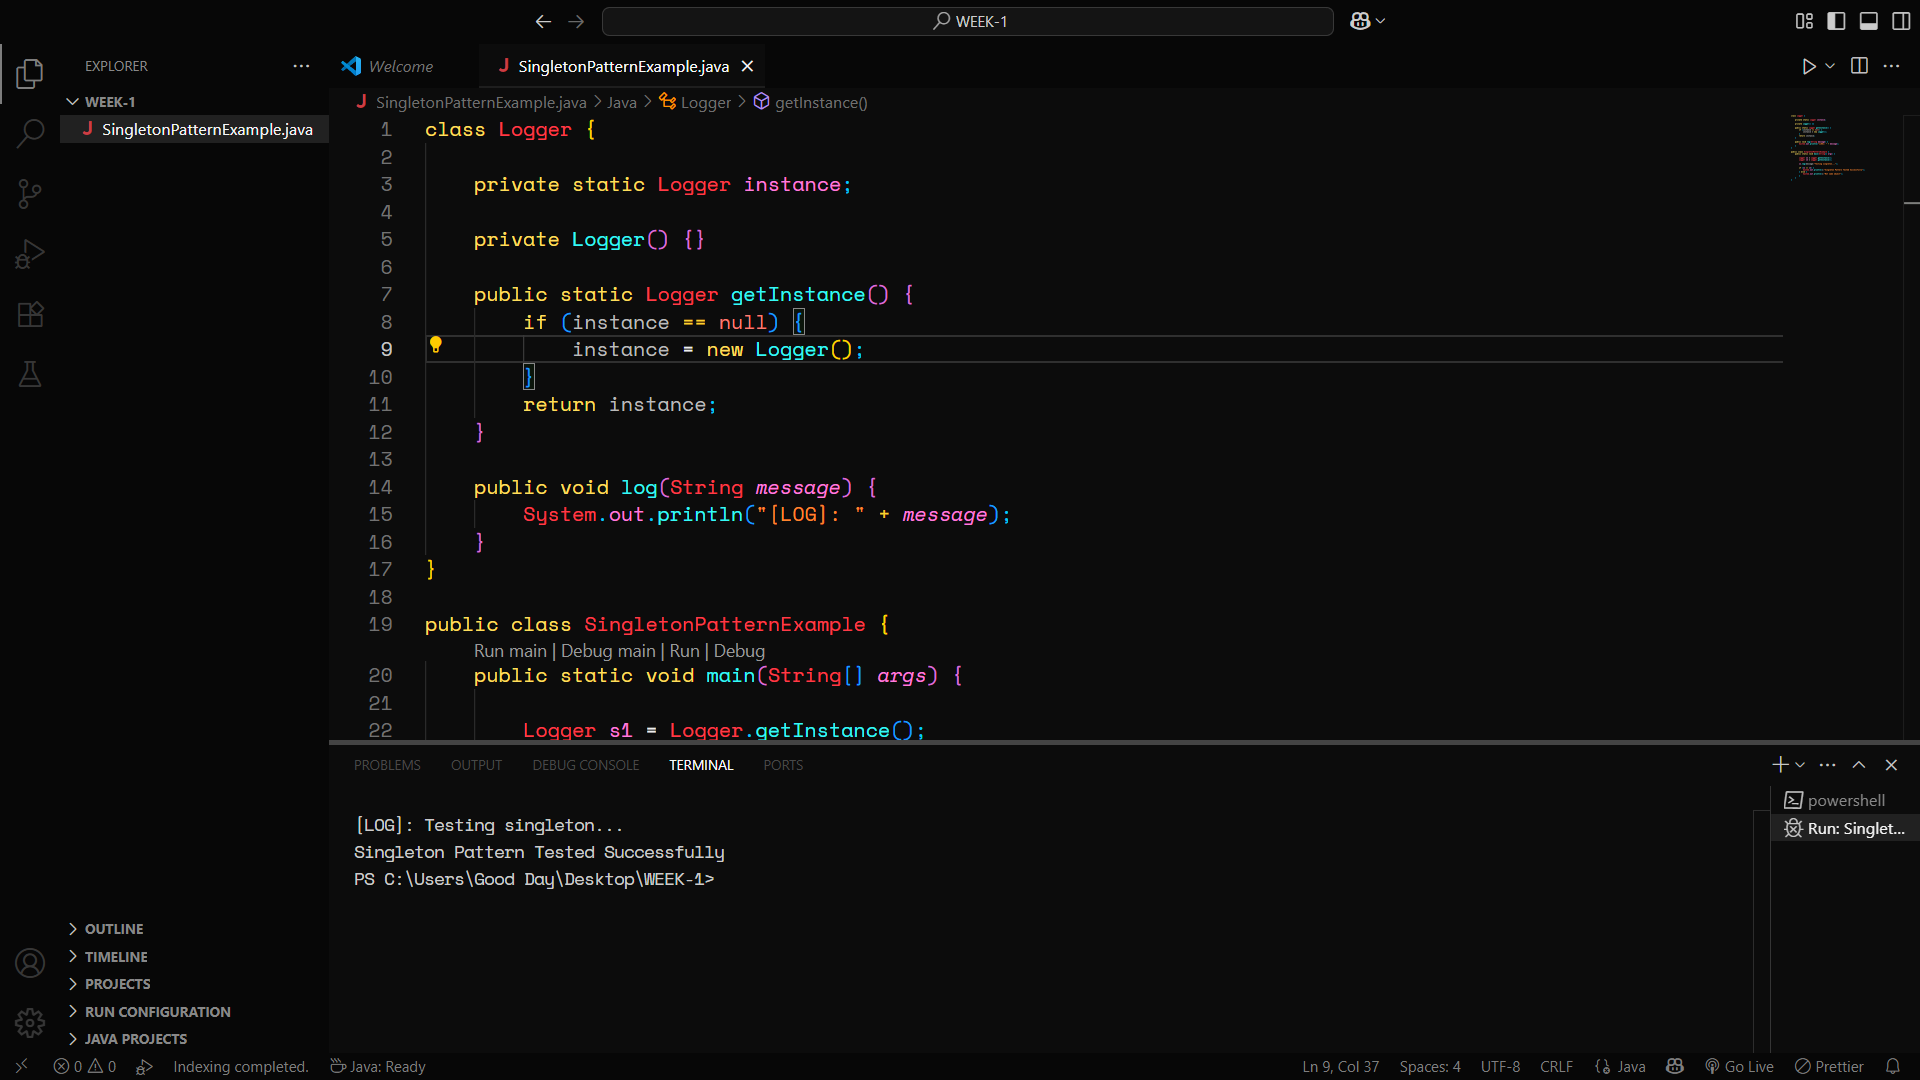 WEEK-1
EXPLORER
WEEK-1
SingletonPatternExample.java
Welcome
J SingletonPatternExample.java
J SingletonPatternExample.java > Java > Logger > getInstance()
1 class Logger {
2
3 private static Logger instance;
4
5 private Logger() {}
6
7 public static Logger getInstance() {
8 if (instance == null) {
9 instance = new Logger();
10 }
11 return instance;
12 }
13
14 public void log(String message) {
15 System.out.println("[LOG]: " + message);
16 }
17 }
18
19 public class SingletonPatternExample {
Run main | Debug main | Run | Debug
20 public static void main(String[] args) {
21
22 Logger s1 = Logger.getInstance();
PROBLEMS OUTPUT DEBUG CONSOLE TERMINAL PORTS
[LOG]: Testing singleton...
Singleton Pattern Tested Successfully
PS C:\Users\Good Day\Desktop\WEEK-1>
powershell
Run: Singlet...
OUTLINE
TIMELINE
PROJECTS
RUN CONFIGURATION
JAVA PROJECTS
0 0 Indexing completed. Java: Ready Ln 9, Col 37 Spaces: 4 UTF-8 CRLF Java Go Live Prettier